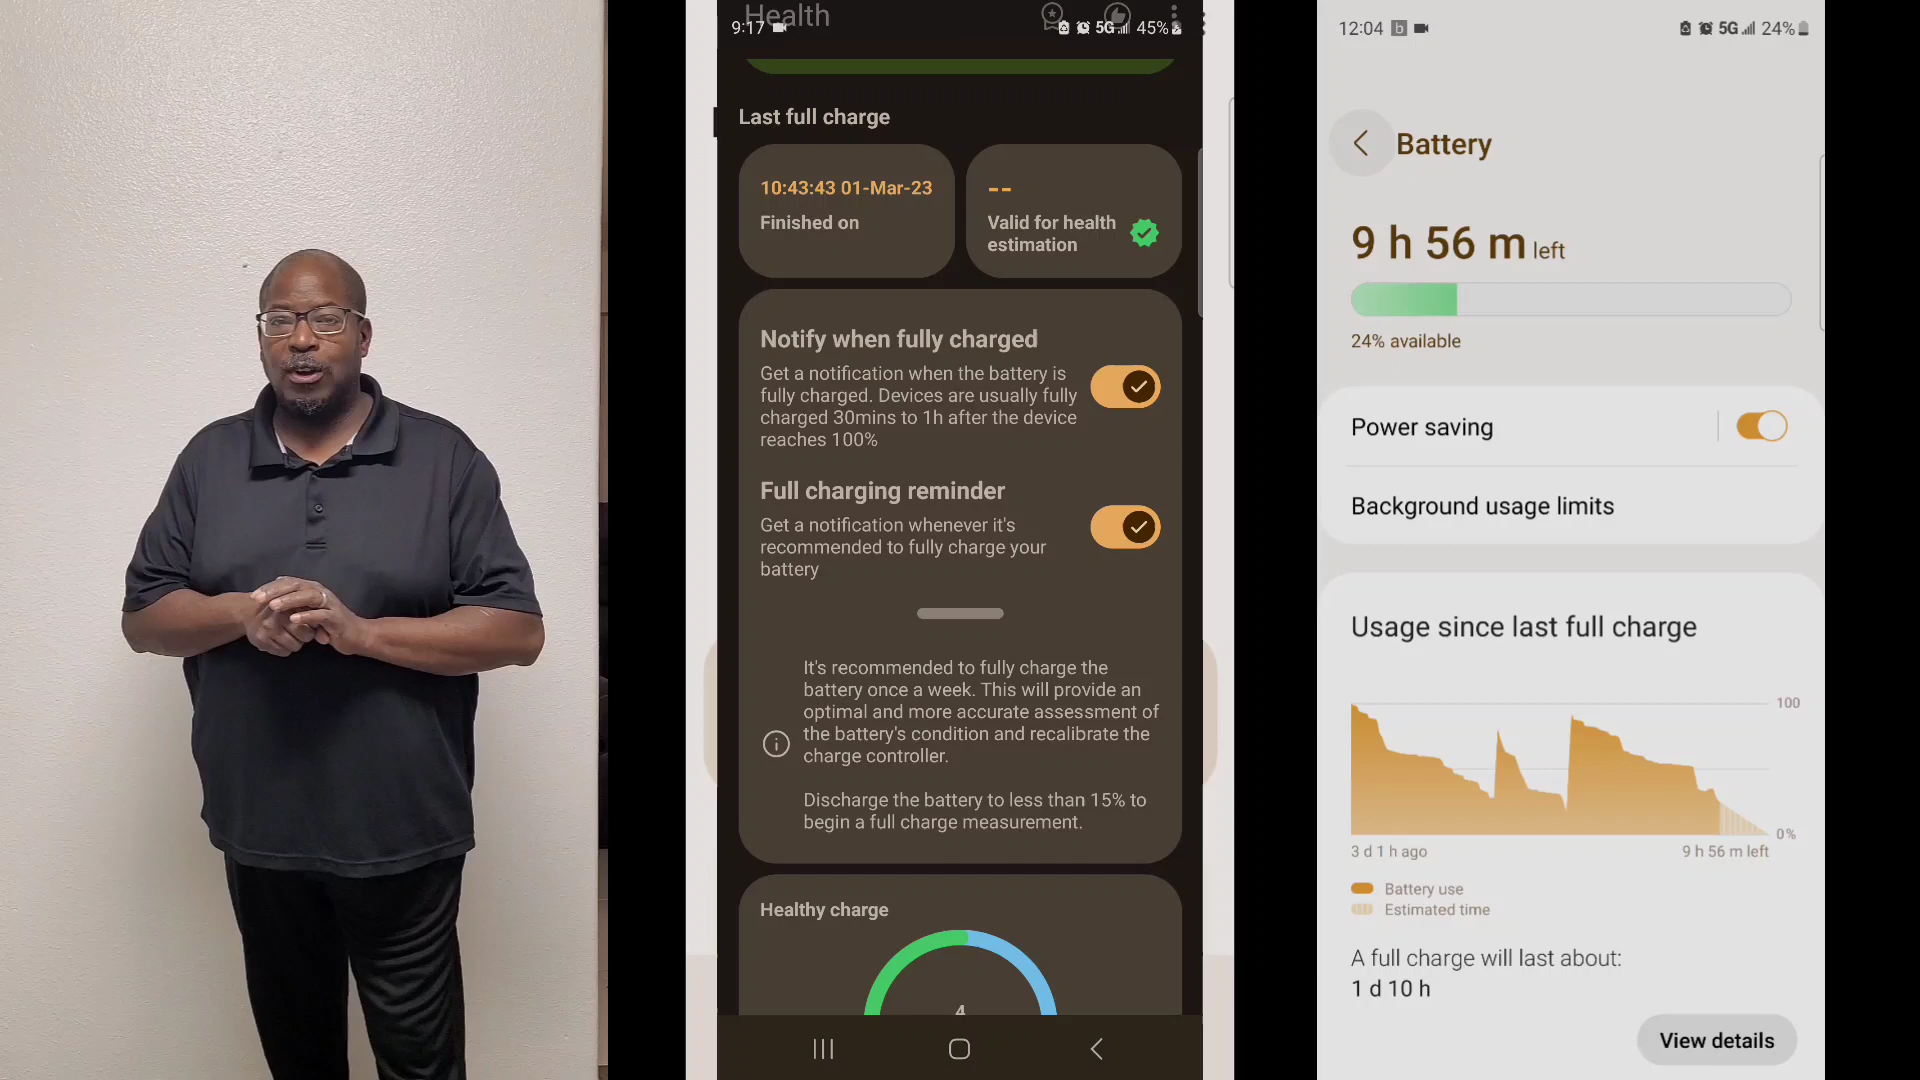 Health
9:17 5G 45%
Last full charge
10:43:43 01-Mar-23
Finished on
--
Valid for health
estimation
Notify when fully charged
Get a notification when the battery is
fully charged. Devices are usually fully
charged 30mins to 1h after the device
reaches 100%
Full charging reminder
Get a notification whenever it's
recommended to fully charge your
battery
It's recommended to fully charge the
battery once a week. This will provide an
optimal and more accurate assessment of
the battery's condition and recalibrate the
charge controller.
Discharge the battery to less than 15% to
begin a full charge measurement.
Healthy charge
4
12:04 b 5G 24%
Battery
9 h 56 m left
24% available
Power saving
Background usage limits
Usage since last full charge
100
0%
3 d 1 h ago 9 h 56 m left
Battery use
Estimated time
A full charge will last about:
1 d 10 h
View details